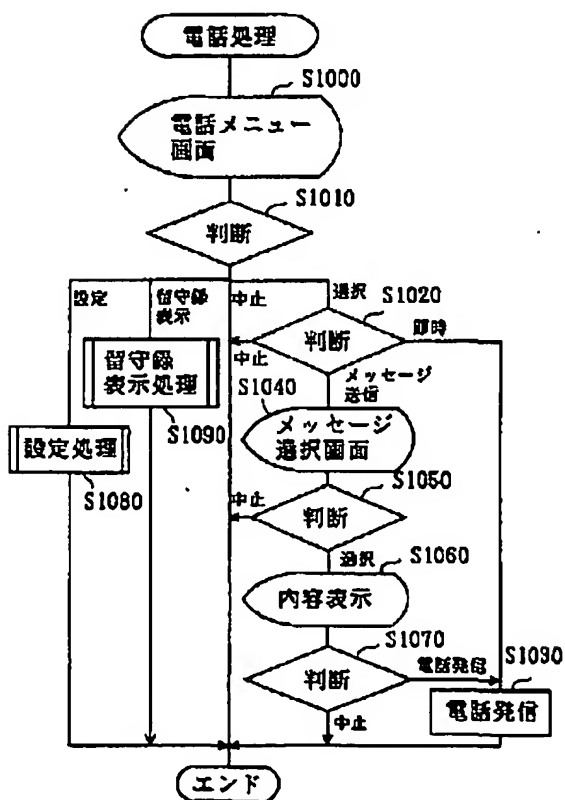 電話処理
S1000
電話メニュー
画面
S1010
判断
設定
留守録
表示
中止
選択
S1020
判断
即時
中止
メッセージ
送信
留守録
表示処理
S1090
S1040
メッセージ
選択画面
設定処理
S1080
S1050
中止
判断
選択
S1060
内容表示
S1070
判断
電話発信
S1030
電話発信
中止
エンド